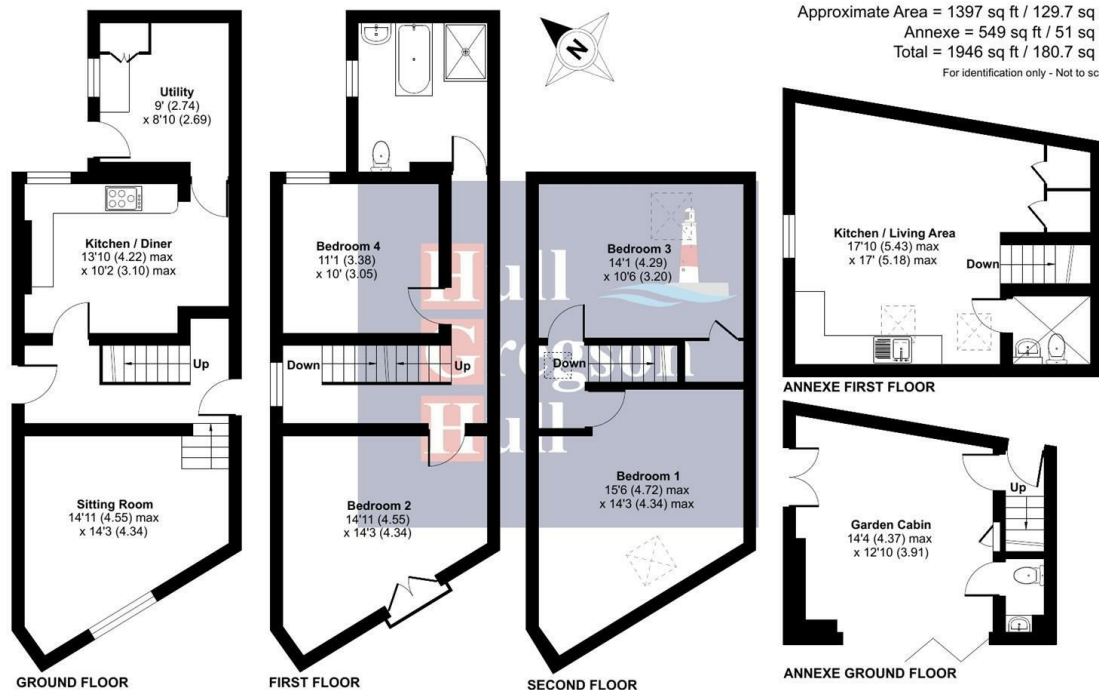 Approximate Area = 1397 sq ft / 129.7 sq
Annexe = 549 sq ft / 51 sq
Total = 1946 sq ft / 180.7 sq
For identification only - Not to sc
Utility
9' (2.74)
x 8'10 (2.69)
Kitchen / Diner
13'10 (4.22) max
x 10'2 (3.10) max
Up
Sitting Room
14'11 (4.55) max
x 14'3 (4.34)
GROUND FLOOR
N
Bedroom 4
11'1 (3.38)
x 10' (3.05)
Down
Up
Bedroom 2
14'11 (4.55)
x 14'3 (4.34)
FIRST FLOOR
Bedroom 3
14'1 (4.29)
x 10'6 (3.20)
Down
Bedroom 1
15'6 (4.72) max
x 14'3 (4.34) max
SECOND FLOOR
Hull
Gregson
Hull
Kitchen / Living Area
17'10 (5.43) max
x 17' (5.18) max
Down
ANNEXE FIRST FLOOR
Up
Garden Cabin
14'4 (4.37) max
x 12'10 (3.91)
ANNEXE GROUND FLOOR